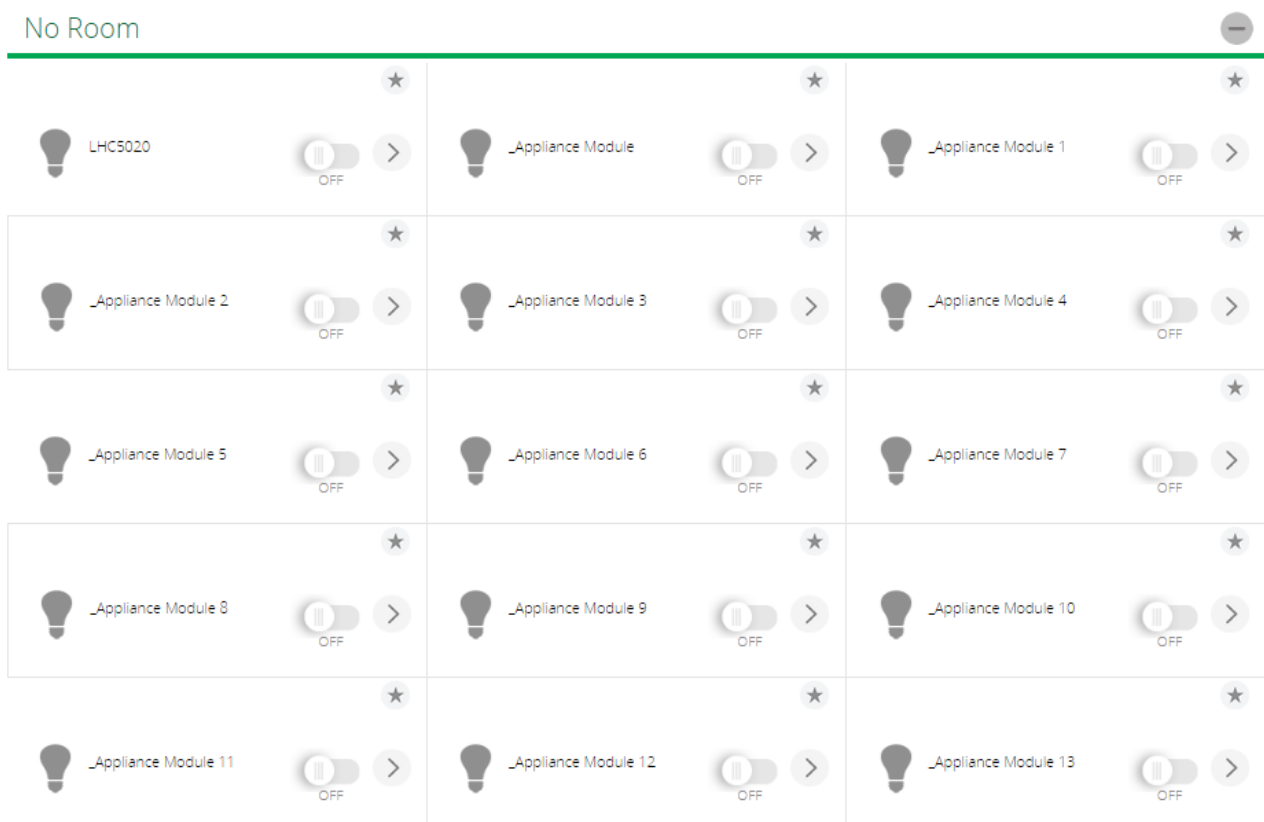 No Room
LHC5020
OFF
_Appliance Module
OFF
_Appliance Module 1
OFF
_Appliance Module 2
OFF
_Appliance Module 3
OFF
_Appliance Module 4
OFF
_Appliance Module 5
OFF
_Appliance Module 6
OFF
_Appliance Module 7
OFF
_Appliance Module 8
OFF
_Appliance Module 9
OFF
_Appliance Module 10
OFF
_Appliance Module 11
OFF
_Appliance Module 12
OFF
_Appliance Module 13
OFF